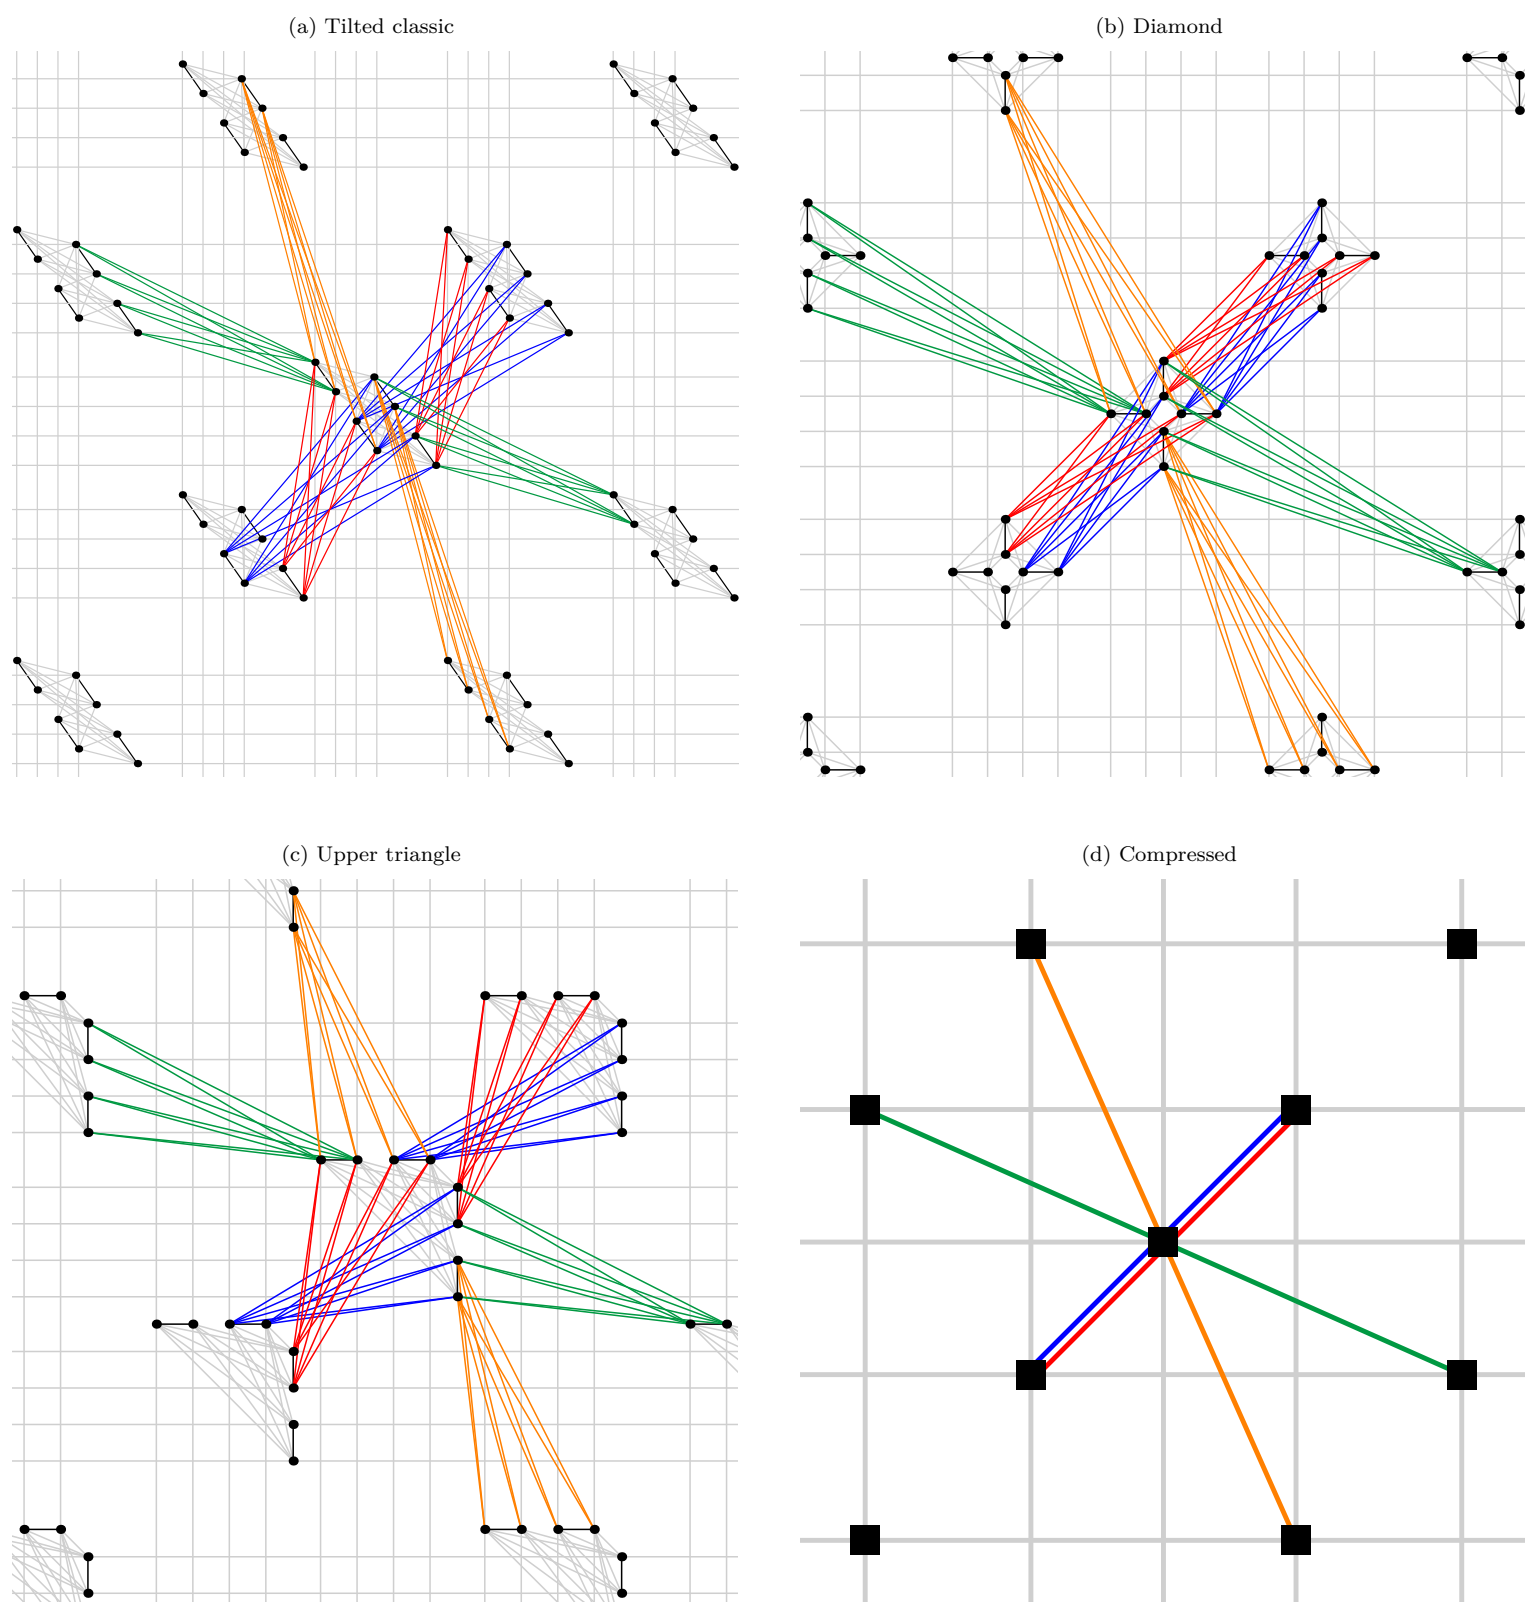 (a) Tilted classic
(b) Diamond
(c) Upper triangle
(d) Compressed